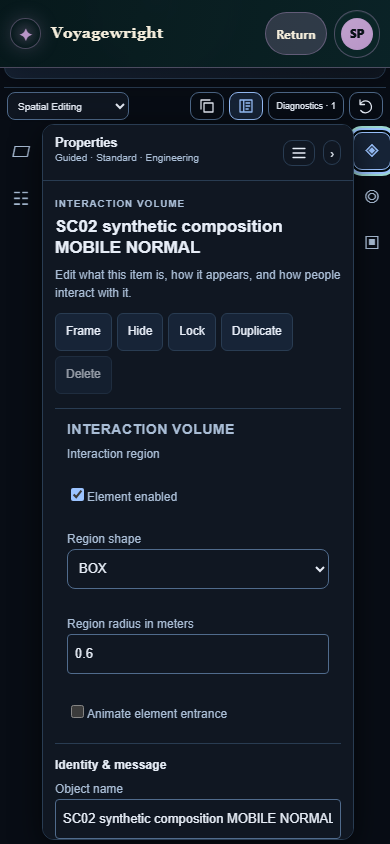 Voyagewright
Return
SP
Spatial Editing
Diagnostics · 1
Properties
Guided · Standard · Engineering
INTERACTION VOLUME
SC02 synthetic composition
MOBILE NORMAL
Edit what this item is, how it appears, and how people
interact with it.
Frame
Hide
Lock
Duplicate
Delete
INTERACTION VOLUME
Interaction region
Element enabled
Region shape
BOX
Region radius in meters
0.6
Animate element entrance
Identity & message
Object name
SC02 synthetic composition MOBILE NORMAL